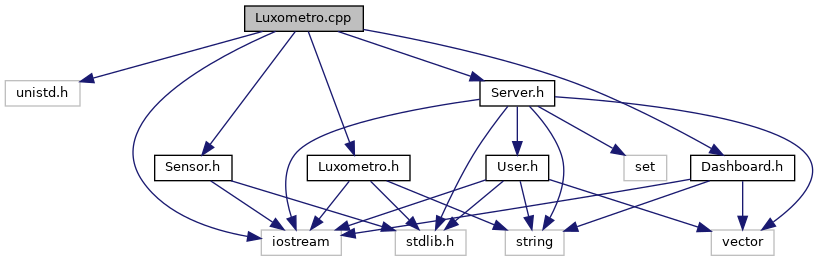 Luxometro.cpp
unistd.h
Server.h
Sensor.h
Luxometro.h
User.h
set
Dashboard.h
iostream
stdlib.h
string
vector